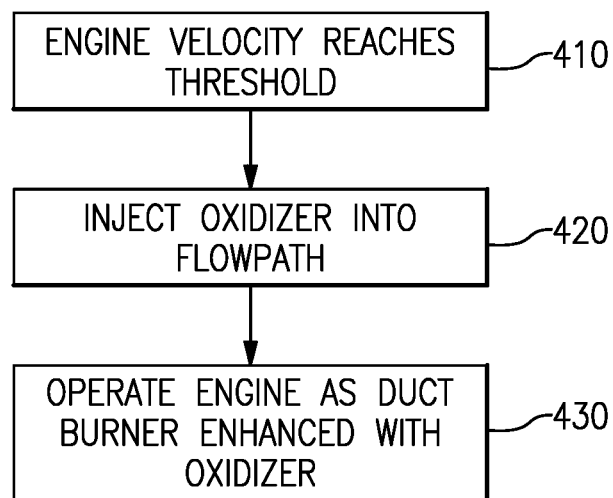 ENGINE VELOCITY REACHES
THRESHOLD
410
INJECT OXIDIZER INTO
FLOWPATH
420
OPERATE ENGINE AS DUCT
BURNER ENHANCED WITH
OXIDIZER
430